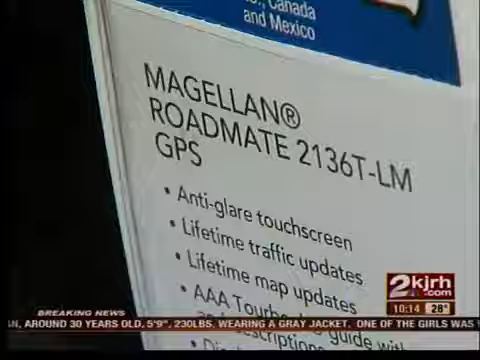 Canada
and Mexico
MAGELLAN®
ROADMATE 2136T-LM
GPS
• Anti-glare touchscreen
• Lifetime traffic updates
• Lifetime map updates
• AAA
guide with
2kjrh
.com
10:14 28°
BREAKING NEWS
AN, AROUND 30 YEARS OLD, 5'9", 230LBS. WEARING A GRAY JACKET. ONE OF THE GIRLS WAS